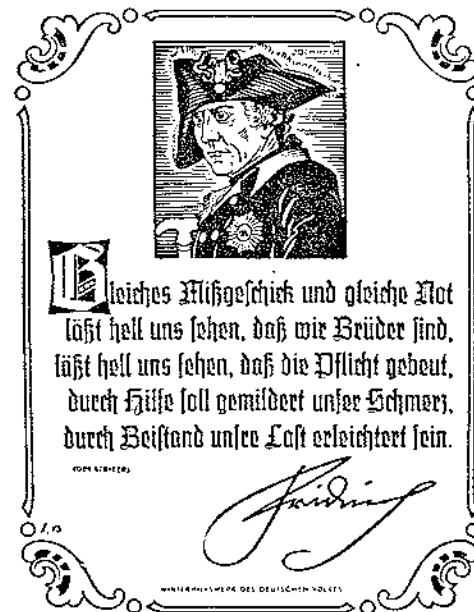 Gleiches Mißgeschick und gleiche Not
läßt hell uns sehen, daß wir Brüder sind,
läßt hell uns sehen, daß die Pflicht gebeut,
durch Hilfe soll gemildert unser Schmerz,
durch Beistand unsre Last erleichtert sein.
WINTERHILFSWERK DES DEUTSCHEN VOLKES